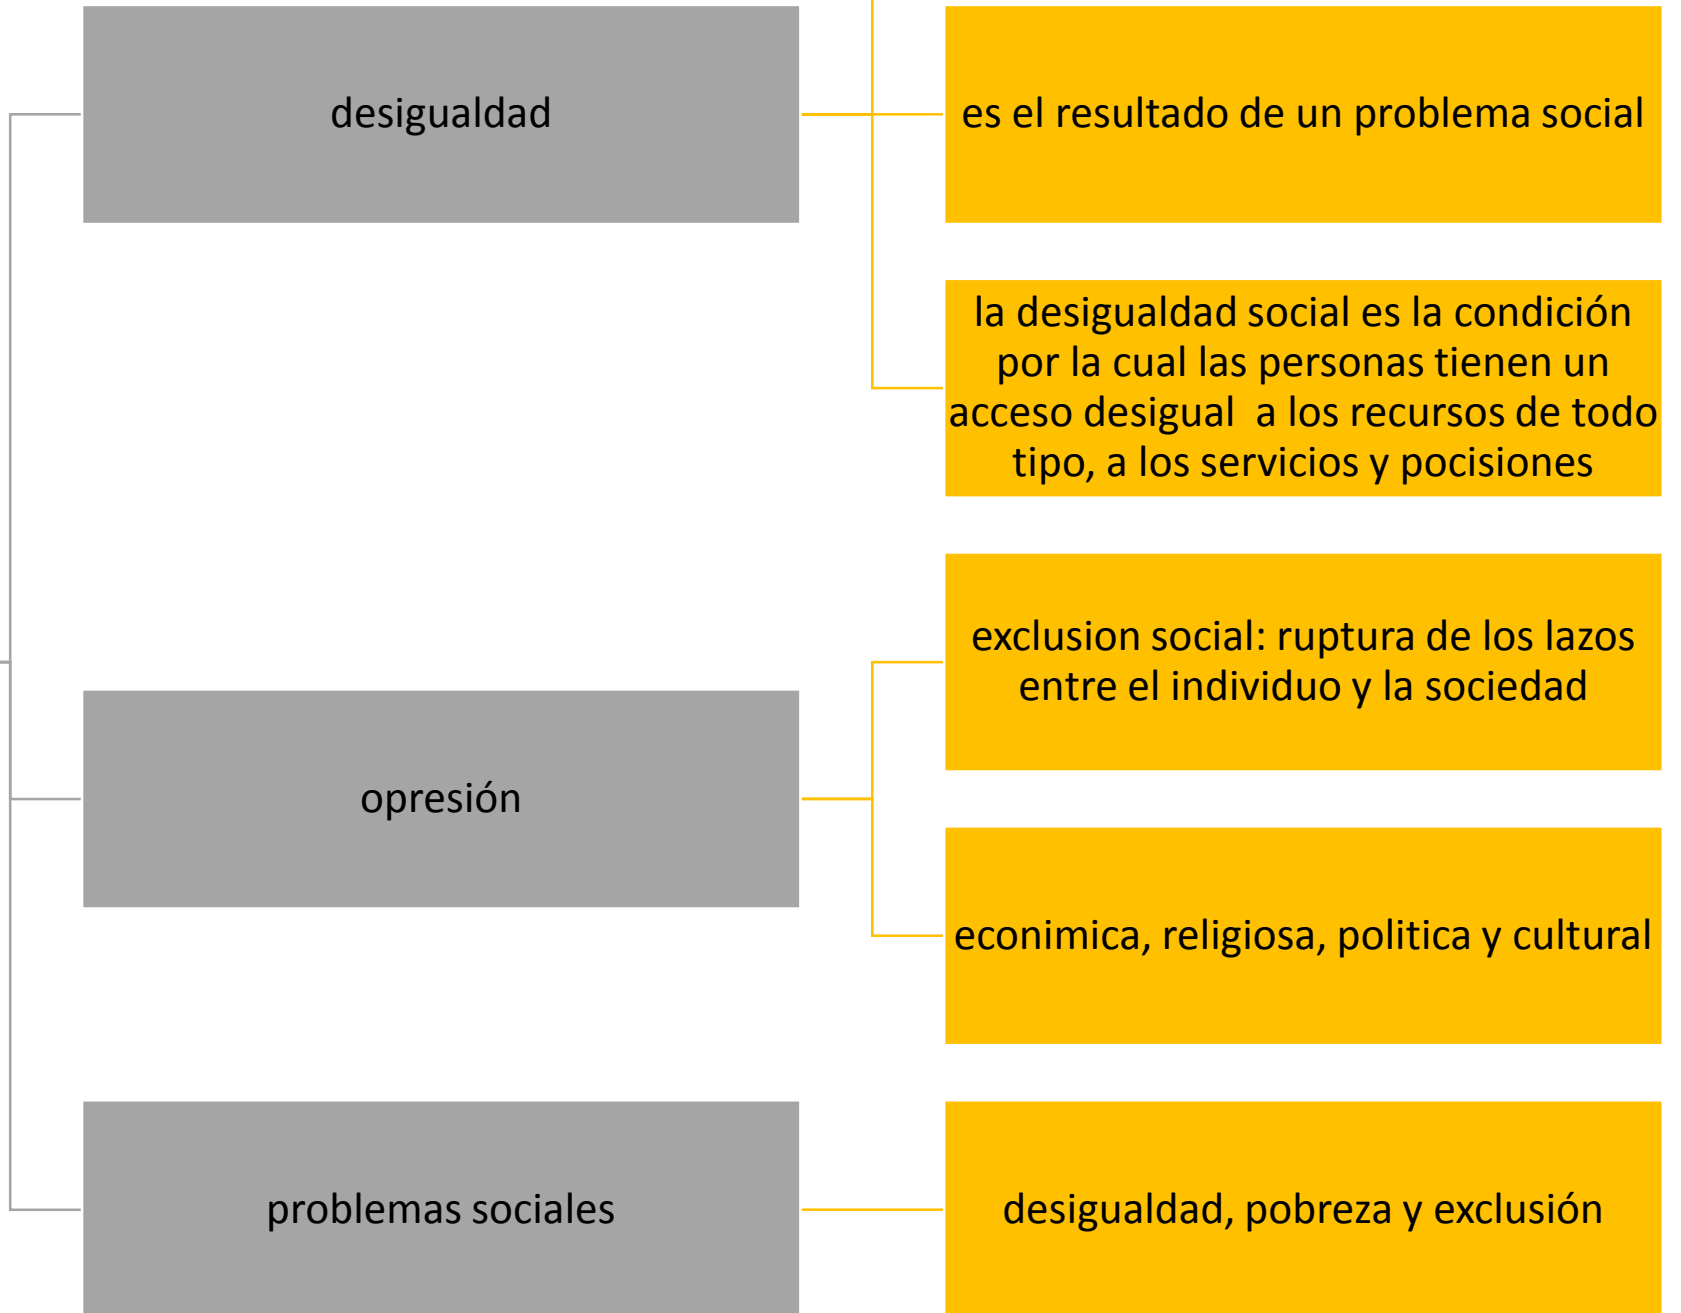 desigualdad
es el resultado de un problema social
la desigualdad social es la condición
por la cual las personas tienen un
acceso desigual  a los recursos de todo
tipo, a los servicios y pocisiones
opresión
exclusion social: ruptura de los lazos
entre el individuo y la sociedad
econimica, religiosa, politica y cultural
problemas sociales
desigualdad, pobreza y exclusión